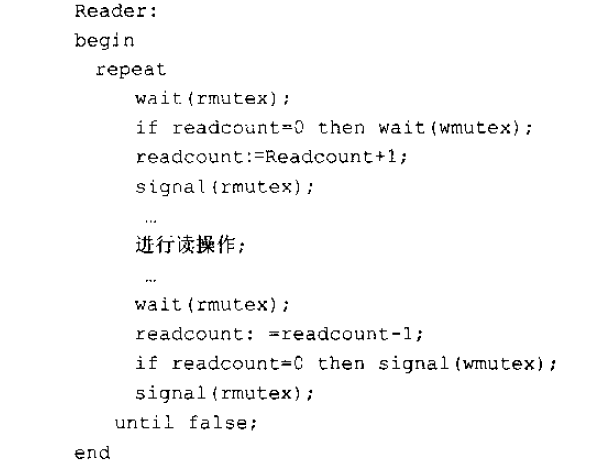 Reader:
begin
repeat
wait(rmutex);
if readcount=0 then wait(wmutex);
readcount:=Readcount+1;
signal(rmutex);
…
进行读操作;
…
wait(rmutex);
readcount: =readcount-1;
if readcount=0 then signal(wmutex);
signal(rmutex);
until false;
end